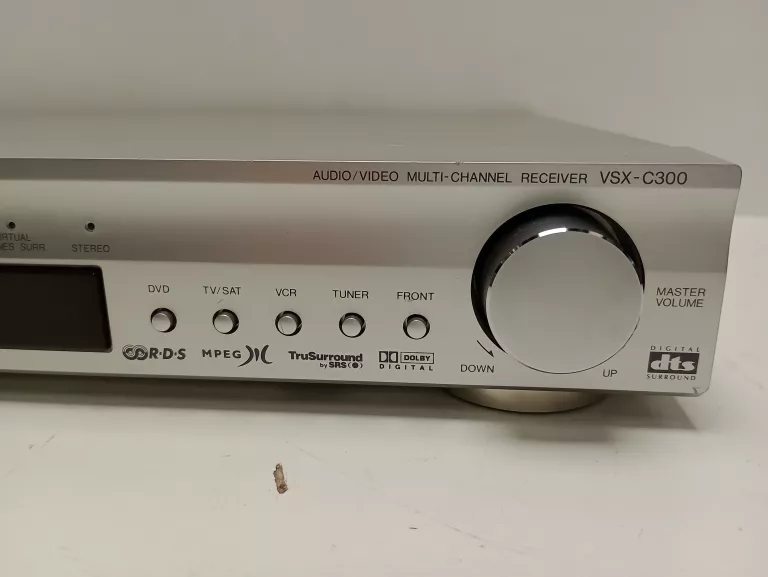 AUDIO/VIDEO MULTI-CHANNEL RECEIVER VSX-C300
SURR.
STEREO
DVD
TV/SAT
VCR
TUNER
FRONT
R·D·S
MPEG
TruSurround
by SRS
DOLBY
DIGITAL
DOWN
UP
MASTER
VOLUME
DIGITAL
dts
SURROUND